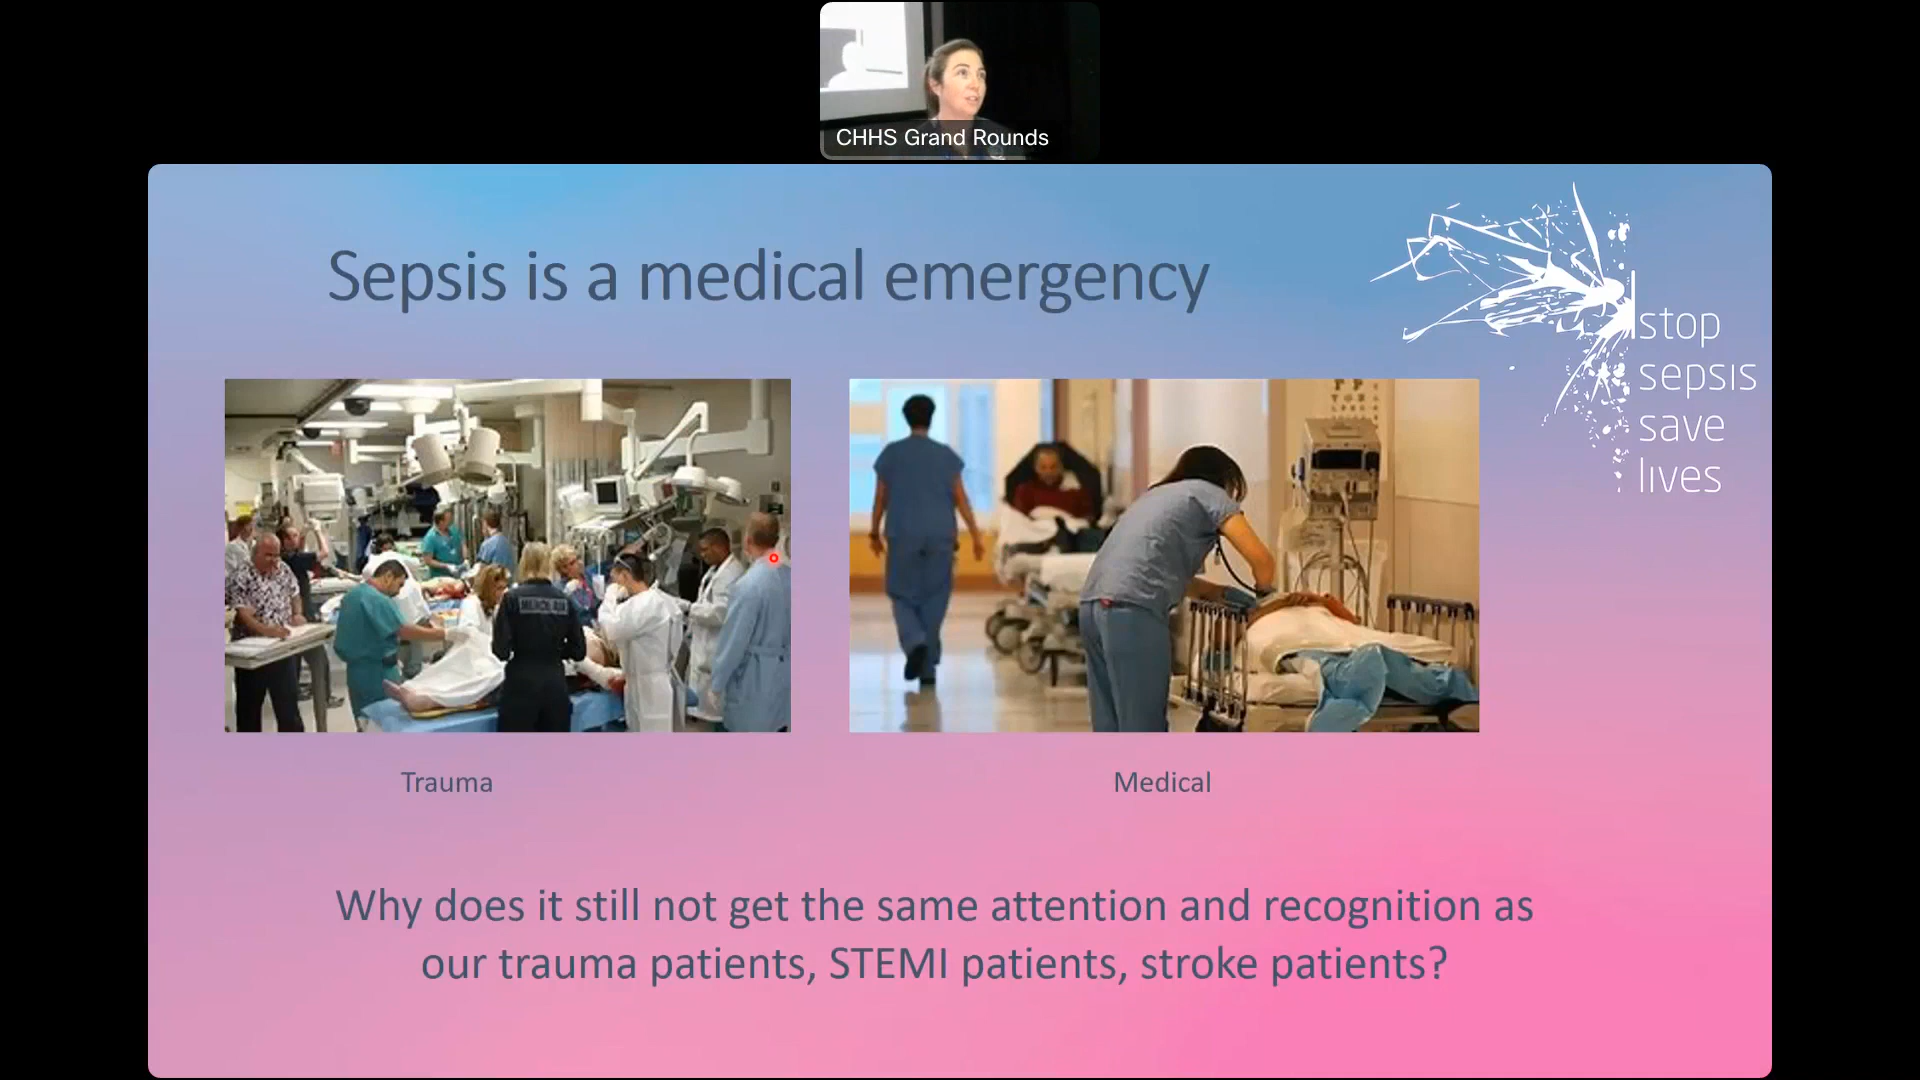 CHHS Grand Rounds
Sepsis is a medical emergency
stop
sepsis
save
lives
Trauma
Medical
Why does it still not get the same attention and recognition as
our trauma patients, STEMI patients, stroke patients?